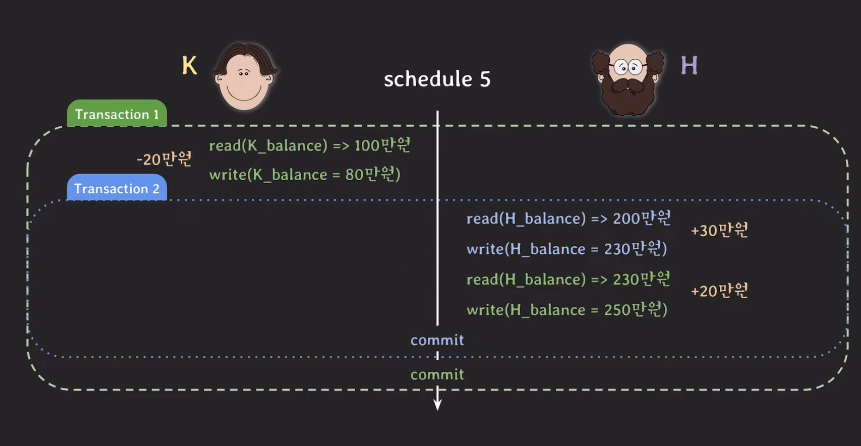 K
schedule 5
H
Transaction 1
-20만원
read(K_balance) => 100만원
write(K_balance = 80만원)
Transaction 2
read(H_balance) => 200만원
+30만원
write(H_balance = 230만원)
read(H_balance) => 230만원
+20만원
write(H_balance = 250만원)
commit
commit